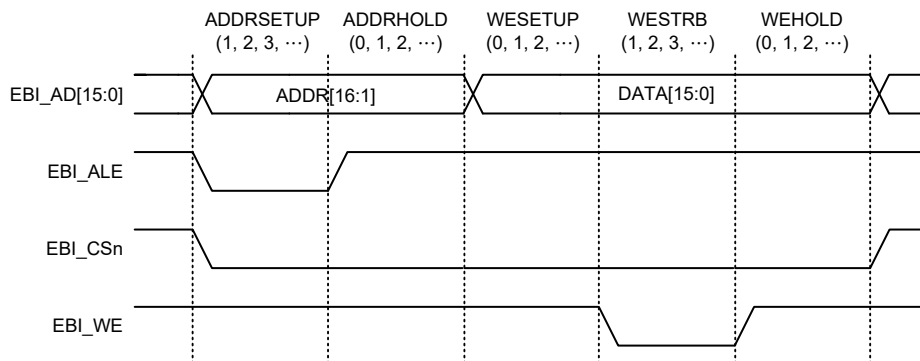 ADDRSETUP ADDRHOLD WESETUP WESTRB WEHOLD
(1, 2, 3, ⋯) (0, 1, 2, ⋯) (0, 1, 2, ⋯) (1, 2, 3, ⋯) (0, 1, 2, ⋯)
EBI_AD[15:0] ADDR[16:1] DATA[15:0]
EBI_ALE
EBI_CSn
EBI_WE